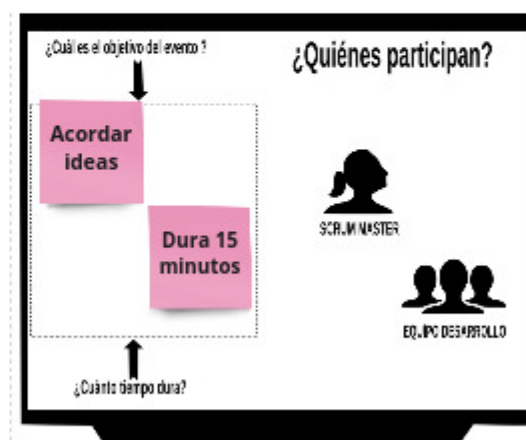 ¿Cuál es el objetivo del evento ?
¿Quiénes participan?
Acordar
ideas
SCRUM MASTER
Dura 15
minutos
EQUIPO DESARROLLO
¿Cuánto tiempo dura?